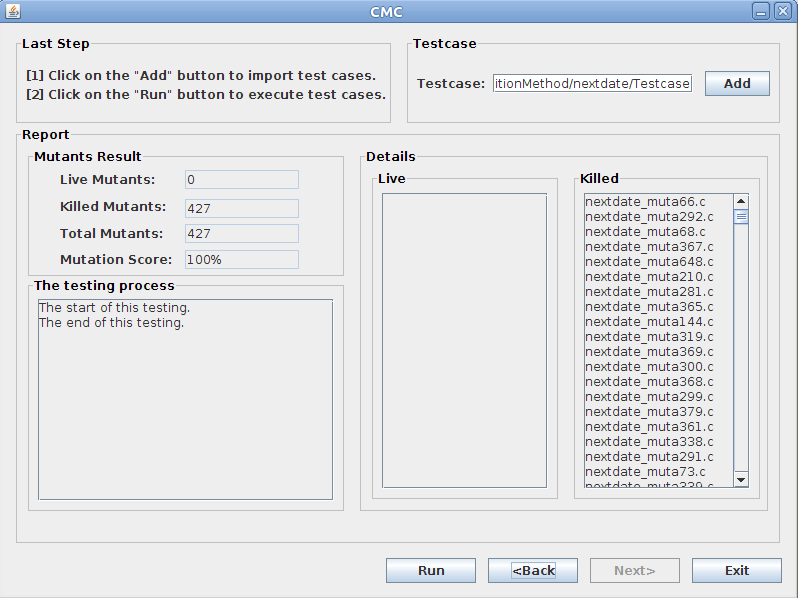 CMC
Last Step
[1] Click on the "Add" button to import test cases.
[2] Click on the "Run" button to execute test cases.
Testcase
Testcase: itionMethod/nextdate/Testcase Add
Report
Mutants Result
Live Mutants: 0
Killed Mutants: 427
Total Mutants: 427
Mutation Score: 100%
The testing process
The start of this testing.
The end of this testing.
Details
Live
Killed
nextdate_muta66.c
nextdate_muta292.c
nextdate_muta68.c
nextdate_muta367.c
nextdate_muta648.c
nextdate_muta210.c
nextdate_muta281.c
nextdate_muta365.c
nextdate_muta144.c
nextdate_muta319.c
nextdate_muta369.c
nextdate_muta300.c
nextdate_muta368.c
nextdate_muta299.c
nextdate_muta379.c
nextdate_muta361.c
nextdate_muta338.c
nextdate_muta291.c
nextdate_muta73.c
nextdate_muta339.c
Run <Back Next> Exit